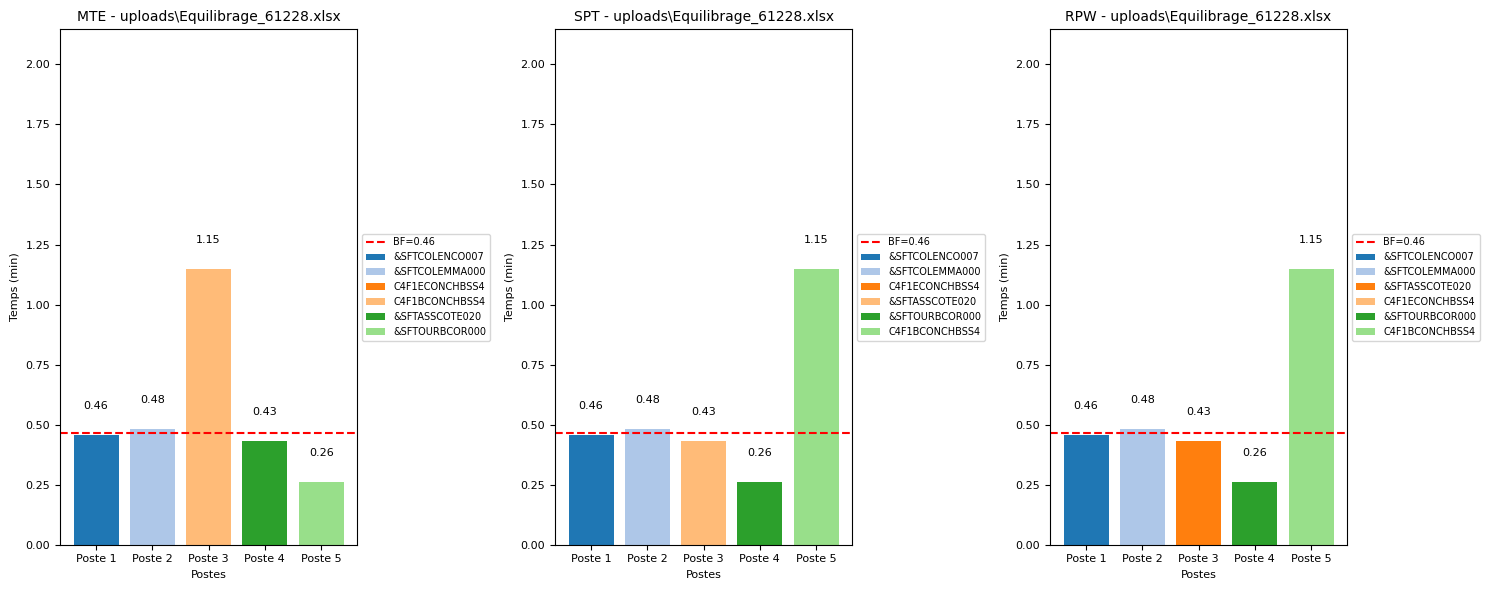 MTE - uploads\Equilibrage_61228.xlsx
Temps (min)
2.00
1.75
1.50
1.25
1.00
0.75
0.50
0.25
0.00
0.46
0.48
1.15
0.43
0.26
Poste 1 Poste 2 Poste 3 Poste 4 Poste 5
Postes
BF=0.46
&SFTCOLENCO007
&SFTCOLEMMA000
C4F1ECONCHBSS4
C4F1BCONCHBSS4
&SFTASSCOTE020
&SFTOURBCOR000
SPT - uploads\Equilibrage_61228.xlsx
Temps (min)
2.00
1.75
1.50
1.25
1.00
0.75
0.50
0.25
0.00
0.46
0.48
0.43
0.26
1.15
Poste 1 Poste 2 Poste 3 Poste 4 Poste 5
Postes
BF=0.46
&SFTCOLENCO007
&SFTCOLEMMA000
C4F1ECONCHBSS4
&SFTASSCOTE020
&SFTOURBCOR000
C4F1BCONCHBSS4
RPW - uploads\Equilibrage_61228.xlsx
Temps (min)
2.00
1.75
1.50
1.25
1.00
0.75
0.50
0.25
0.00
0.46
0.48
0.43
0.26
1.15
Poste 1 Poste 2 Poste 3 Poste 4 Poste 5
Postes
BF=0.46
&SFTCOLENCO007
&SFTCOLEMMA000
&SFTASSCOTE020
C4F1ECONCHBSS4
&SFTOURBCOR000
C4F1BCONCHBSS4